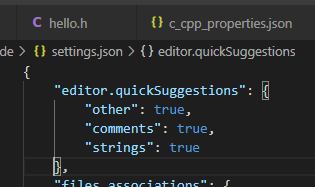 hello.h c_cpp_properties.json
de > settings.json > editor.quickSuggestions
{
"editor.quickSuggestions": {
"other": true,
"comments": true,
"strings": true
},
"files.associations": {